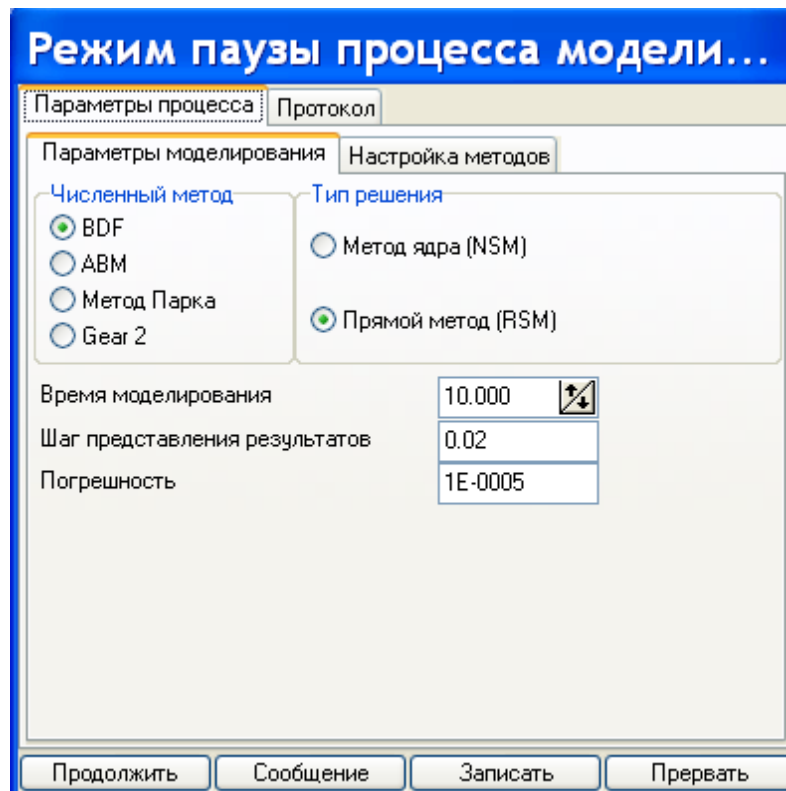 Режим паузы процесса модели...
Параметры процесса Протокол
Параметры моделирования Настройка методов
Численный метод Тип решения
BDF
Метод ядра (NSM)
ABM
Метод Парка
Прямой метод (RSM)
Gear 2
Время моделирования 10.000
Шаг представления результатов 0.02
Погрешность 1E-0005
Продолжить Сообщение Записать Прервать